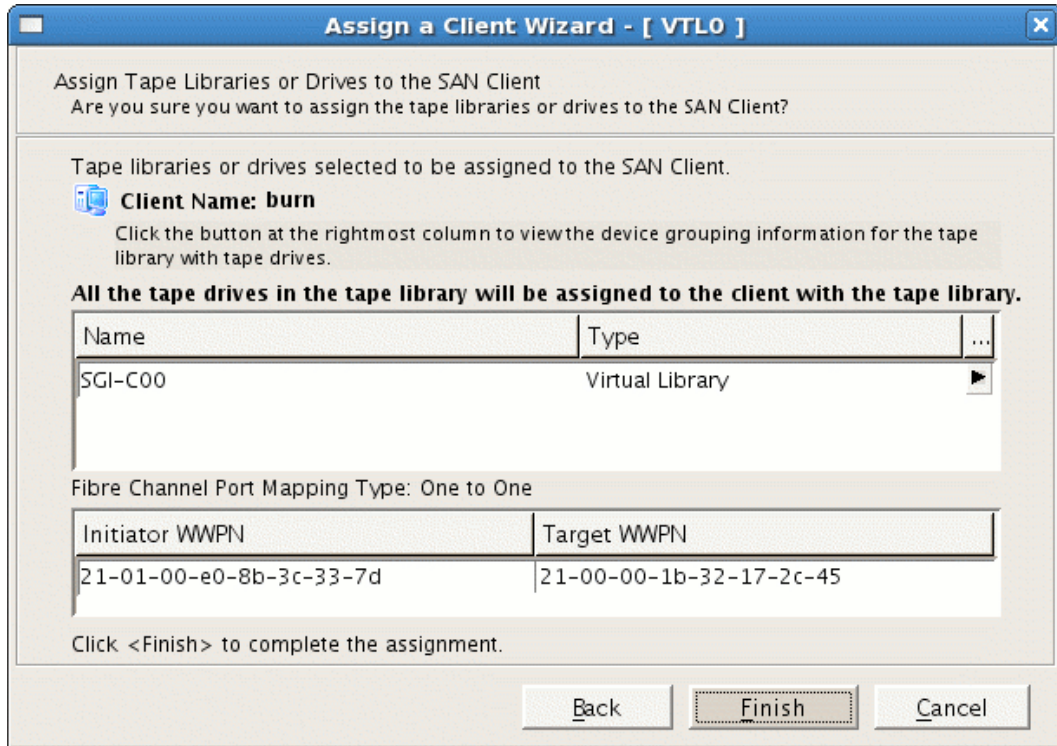 Assign a Client Wizard - [ VTL0 ]
Assign Tape Libraries or Drives to the SAN Client
Are you sure you want to assign the tape libraries or drives to the SAN Client?
Tape libraries or drives selected to be assigned to the SAN Client.
Client Name: burn
Click the button at the rightmost column to view the device grouping information for the tape
library with tape drives.
All the tape drives in the tape library will be assigned to the client with the tape library.
Name Type ...
SGI-C00 Virtual Library
Fibre Channel Port Mapping Type: One to One
Initiator WWPN Target WWPN
21-01-00-e0-8b-3c-33-7d 21-00-00-1b-32-17-2c-45
Click <Finish> to complete the assignment.
Back Finish Cancel